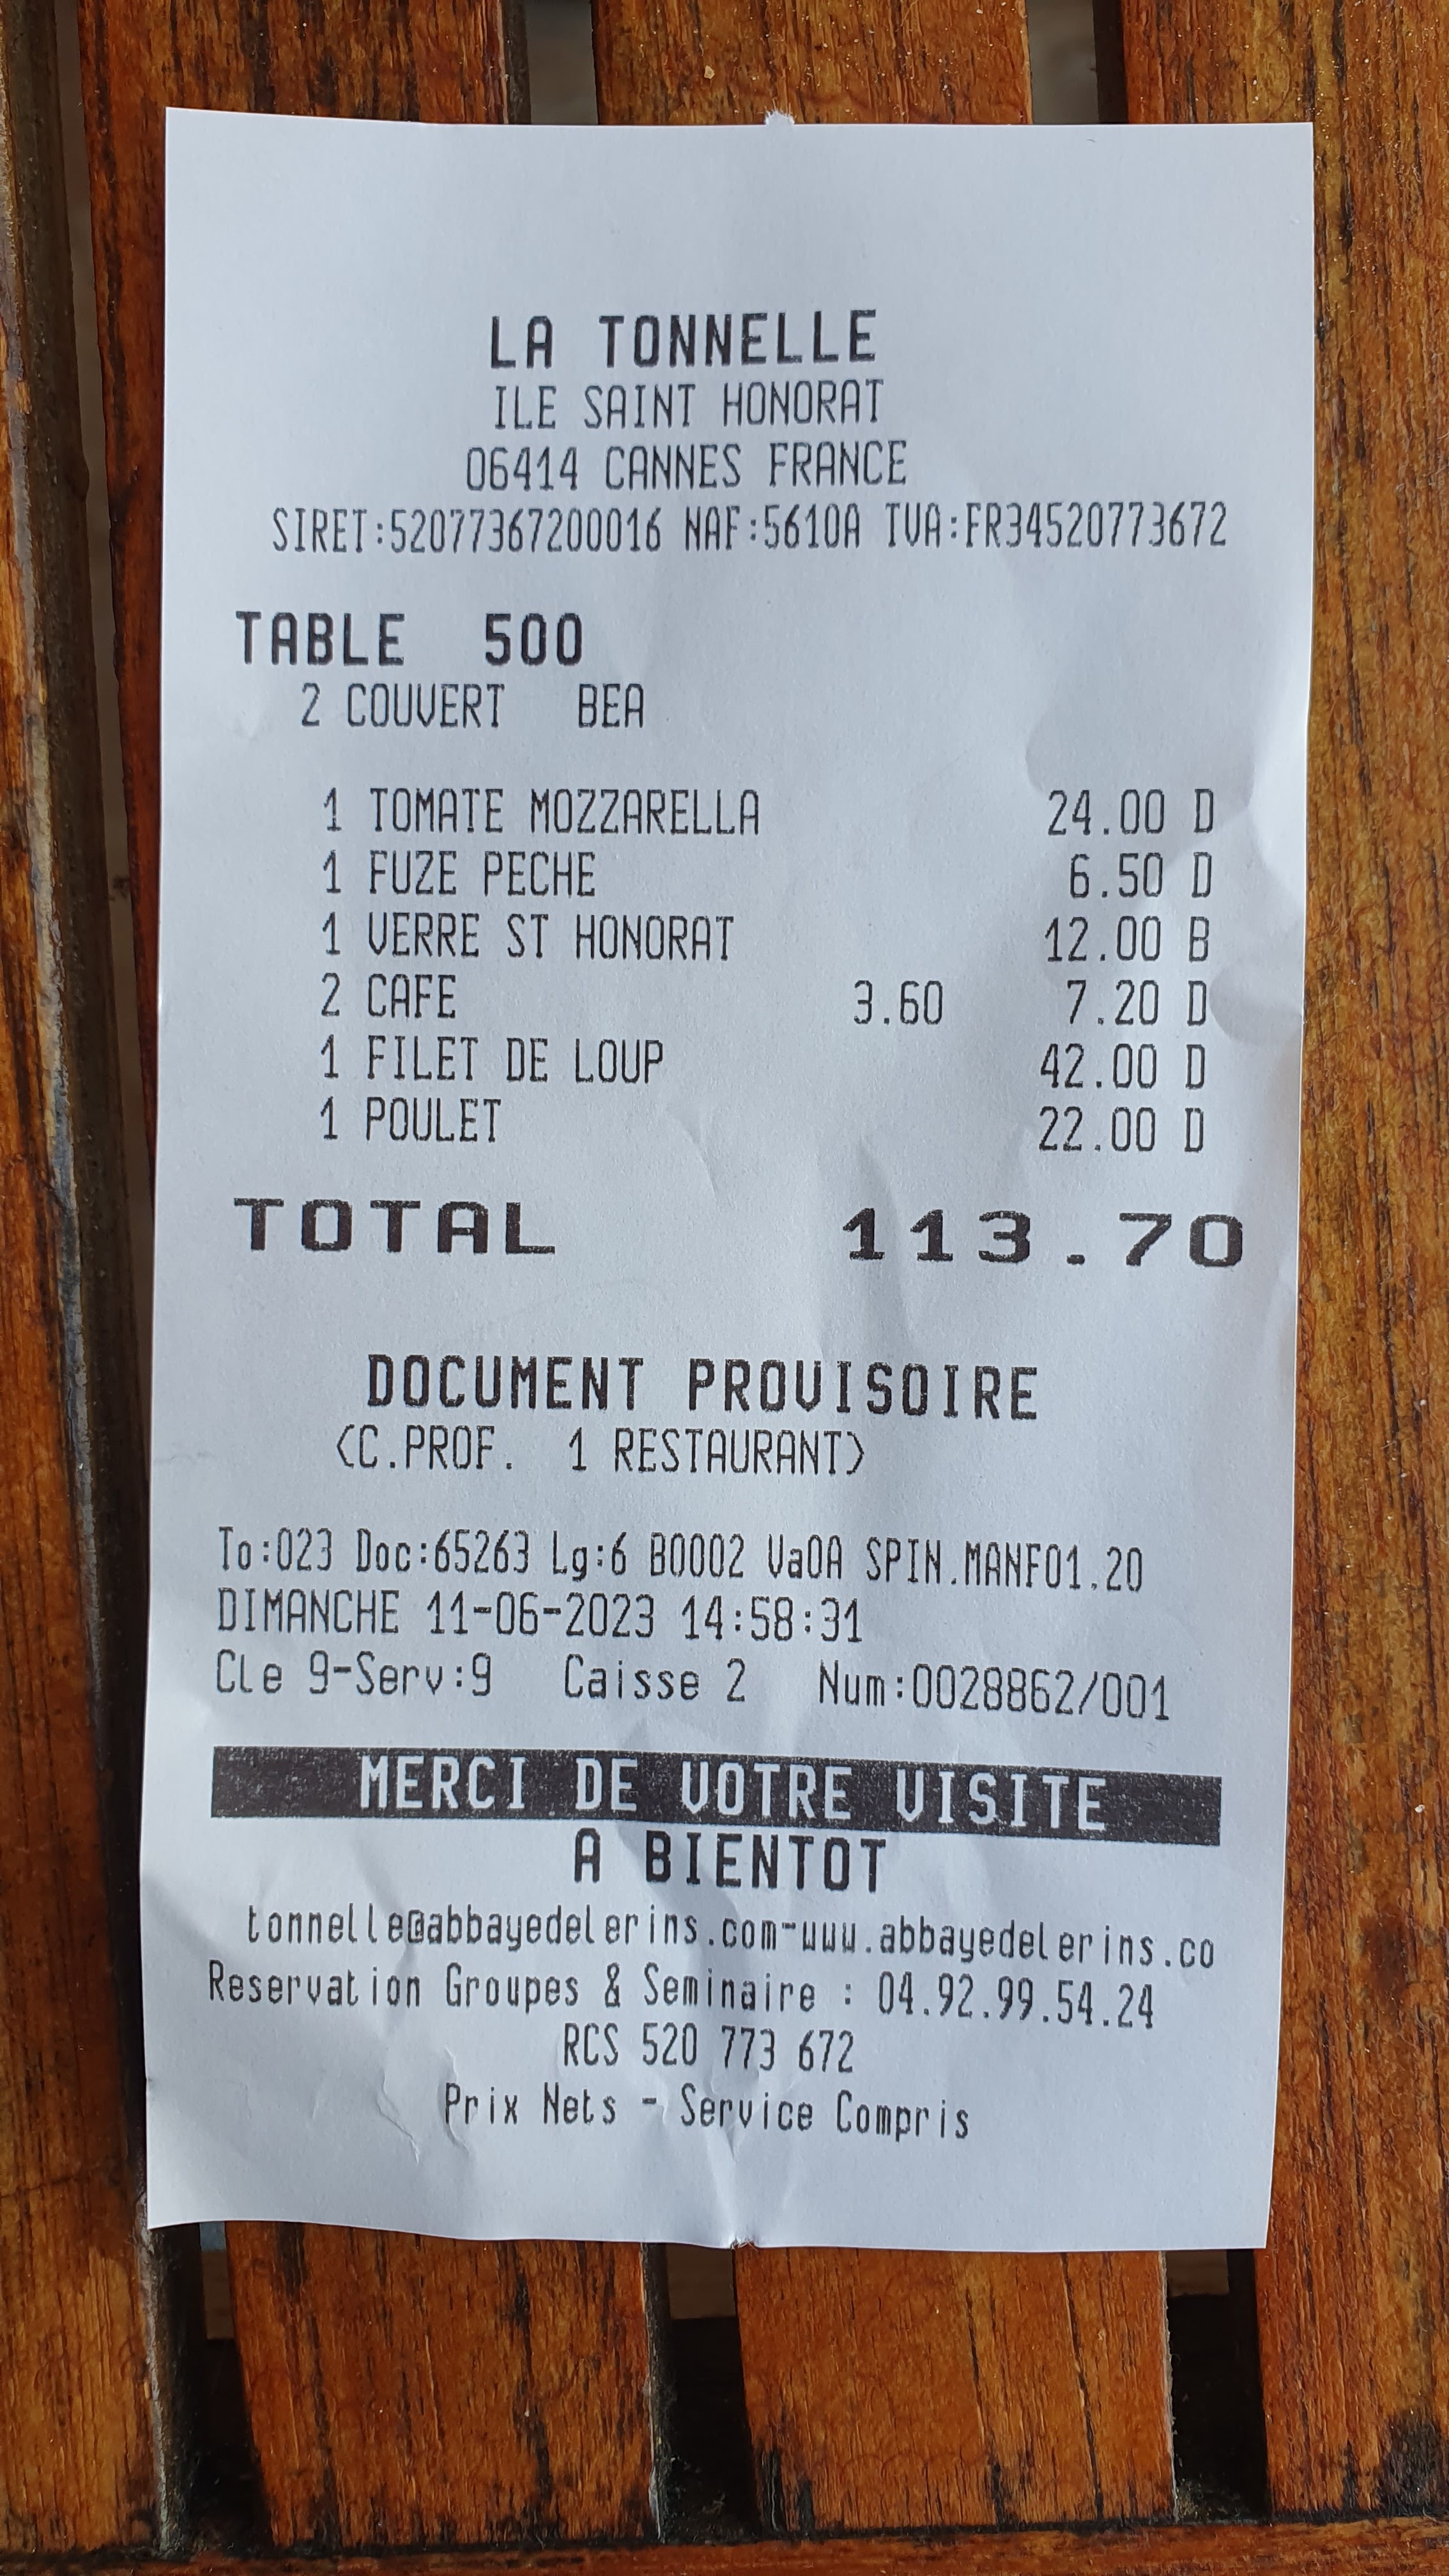 LA TONNELLE
ILE SAINT HONORAT
06414 CANNES FRANCE
SIRET:52077367200016 NAF:5610A TVA:FR34520773672
TABLE 500
2 COUVERT BEA
1 TOMATE MOZZARELLA 24.00 D
1 FUZE PECHE 6.50 D
1 VERRE ST HONORAT 12.00 B
2 CAFE 3.60 7.20 D
1 FILET DE LOUP 42.00 D
1 POULET 22.00 D
TOTAL 113.70
DOCUMENT PROVISOIRE
(C.PROF. 1 RESTAURANT)
To:023 Doc:65263 Lg:6 B0002 Va0A SPIN.MANF01.20
DIMANCHE 11-06-2023 14:58:31
Cle 9-Serv:9 Caisse 2 Num:0028862/001
MERCI DE VOTRE VISITE
A BIENTOT
tonnelle@abbayedelerins.com-www.abbayedelerins.co
Reservation Groupes & Seminaire : 04.92.99.54.24
RCS 520 773 672
Prix Nets - Service Compris